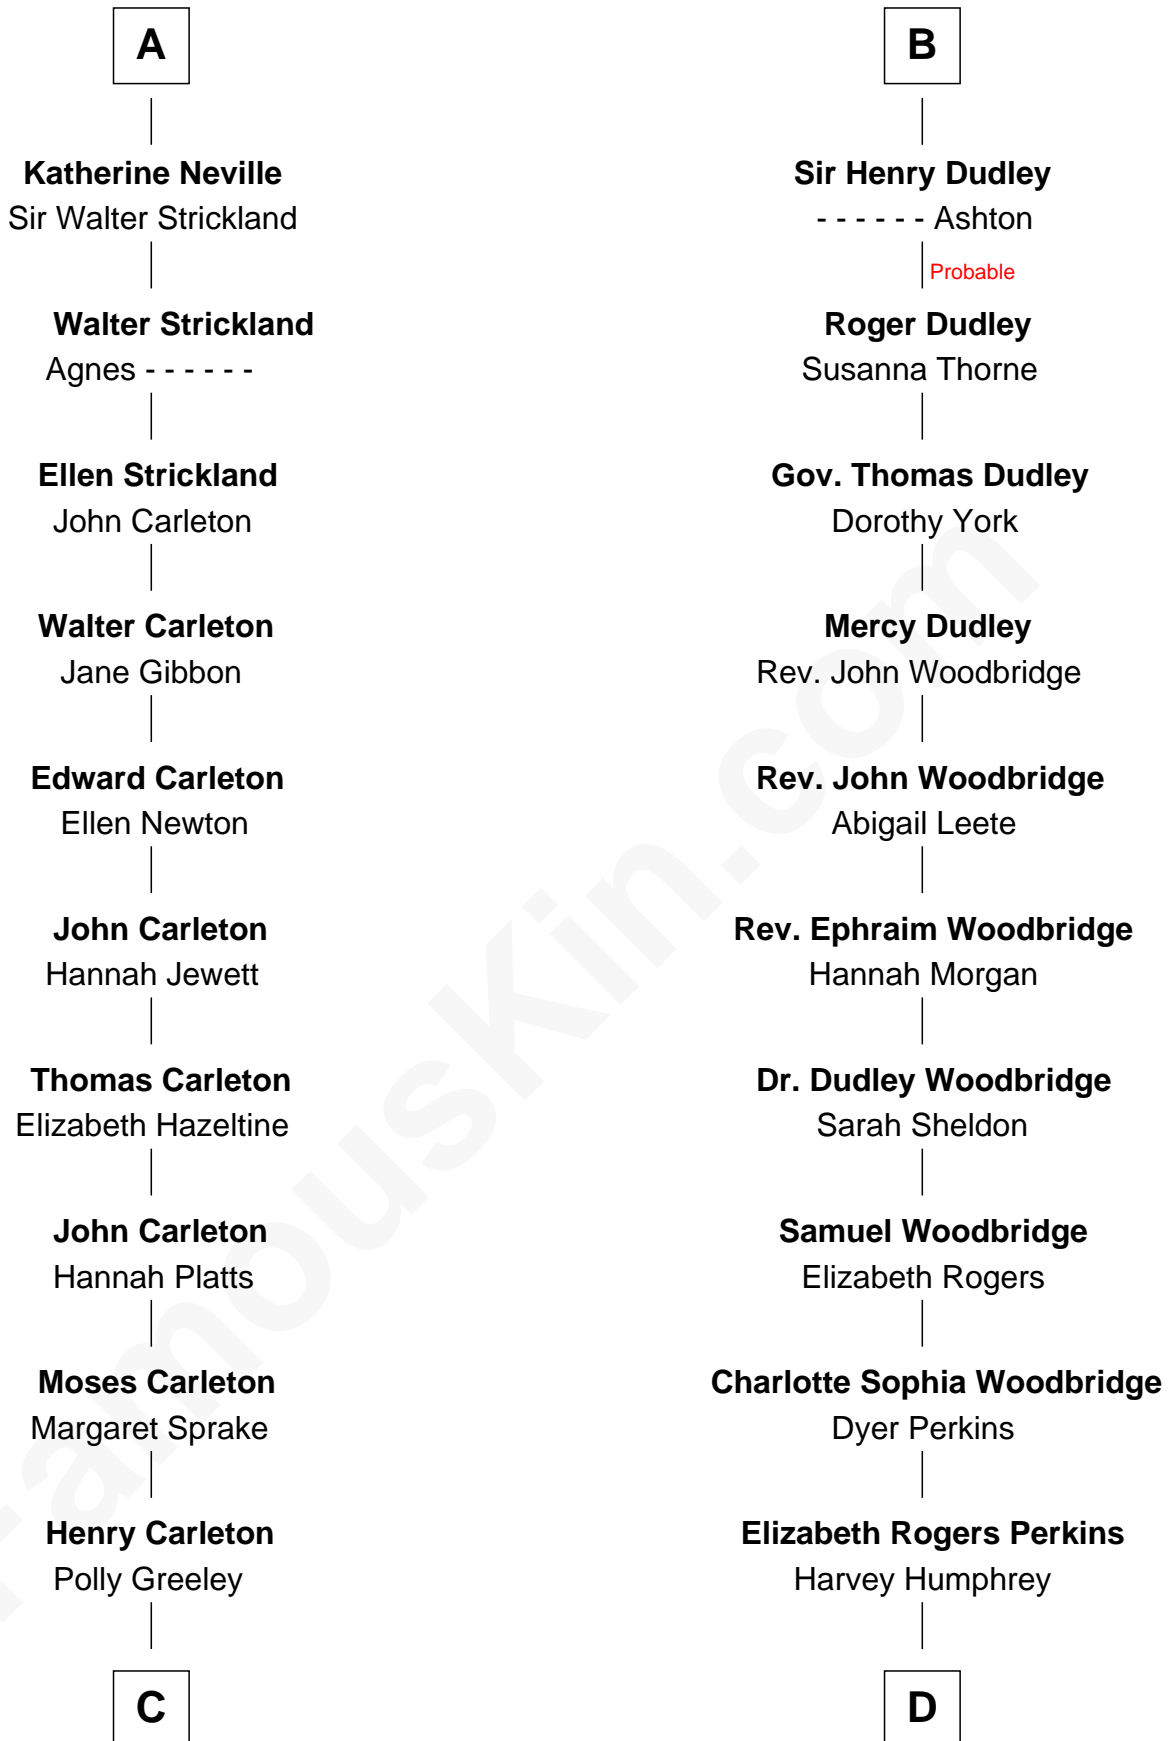 A
Katherine Neville
Sir Walter Strickland
Walter Strickland
Agnes - - - - - -
Ellen Strickland
John Carleton
Walter Carleton
Jane Gibbon
Edward Carleton
Ellen Newton
John Carleton
Hannah Jewett
Thomas Carleton
Elizabeth Hazeltine
John Carleton
Hannah Platts
Moses Carleton
Margaret Sprake
Henry Carleton
Polly Greeley
C
B
Sir Henry Dudley
- - - - - - Ashton
Probable
Roger Dudley
Susanna Thorne
Gov. Thomas Dudley
Dorothy York
Mercy Dudley
Rev. John Woodbridge
Rev. John Woodbridge
Abigail Leete
Rev. Ephraim Woodbridge
Hannah Morgan
Dr. Dudley Woodbridge
Sarah Sheldon
Samuel Woodbridge
Elizabeth Rogers
Charlotte Sophia Woodbridge
Dyer Perkins
Elizabeth Rogers Perkins
Harvey Humphrey
D
FamousKin.com